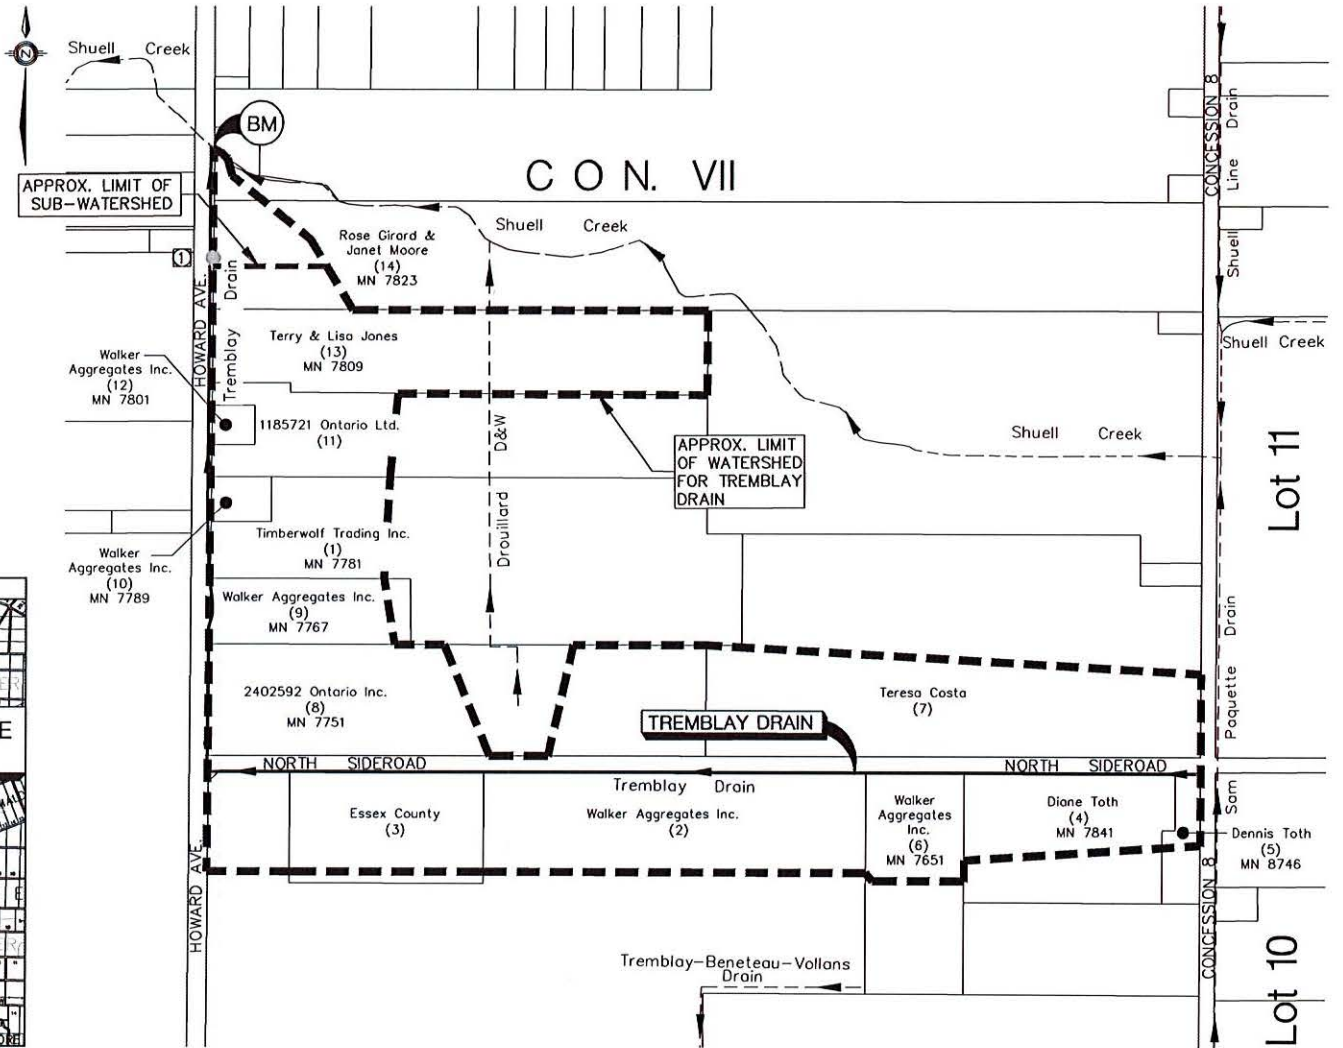 N
Shuell Creek
BM
CON. VII
APPROX. LIMIT OF
SUB-WATERSHED
Shuell Creek
Rose Girard &
Janet Moore
(14)
MN 7823
1
HOWARD AVE.
Tremblay Drain
Terry & Lisa Jones
(13)
MN 7809
Walker
Aggregates Inc.
(12)
MN 7801
1185721 Ontario Ltd.
(11)
Drouillard D&W
APPROX. LIMIT
OF WATERSHED
FOR TREMBLAY
DRAIN
Shuell Creek
CONCESSION 8
Shuell Line Drain
Shuell Creek
Lot 11
Timberwolf Trading Inc.
(1)
MN 7781
Walker
Aggregates Inc.
(10)
MN 7789
Walker Aggregates Inc.
(9)
MN 7767
2402592 Ontario Inc.
(8)
MN 7751
Teresa Costa
(7)
TREMBLAY DRAIN
Sam Paquette Drain
NORTH SIDEROAD
NORTH SIDEROAD
Tremblay Drain
Essex County
(3)
Walker Aggregates Inc.
(2)
Walker
Aggregates
Inc.
(6)
MN 7651
Diane Toth
(4)
MN 7841
Dennis Toth
(5)
MN 8746
HOWARD AVE.
CONCESSION 8
Tremblay-Beneteau-Vollans
Drain
Lot 10
E